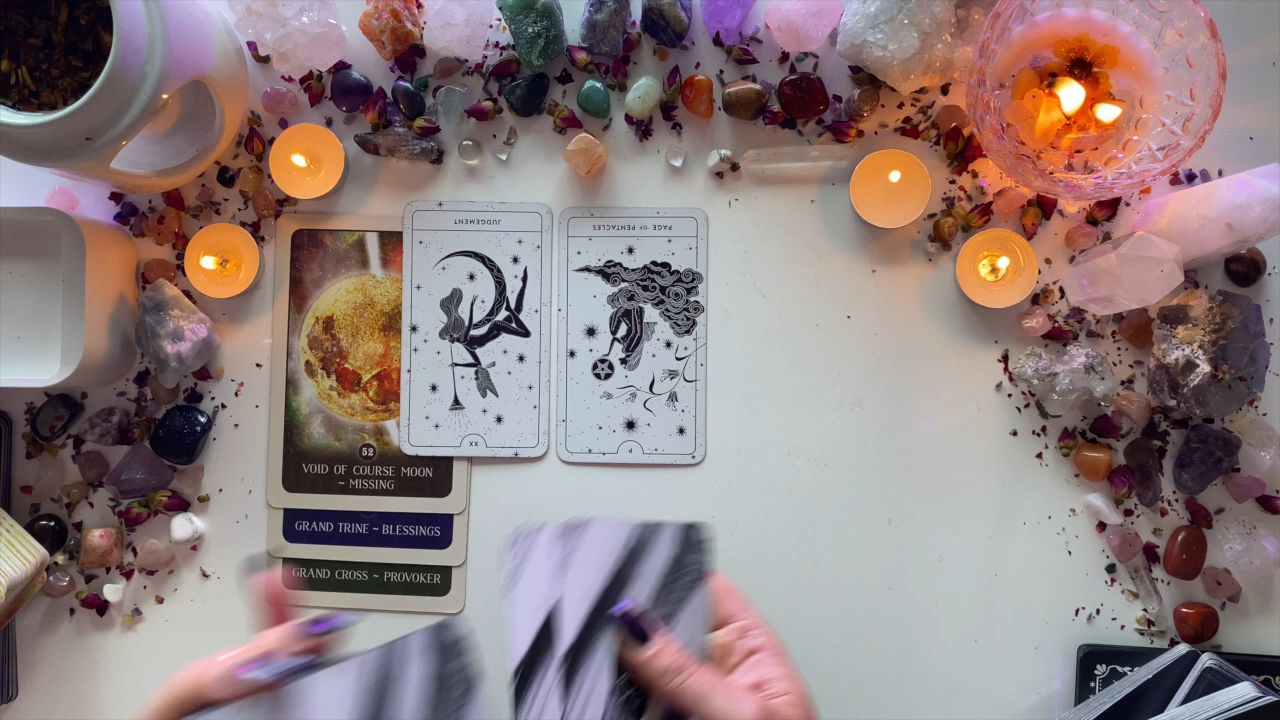 JUDGEMENT
PAGE OF PENTACLES
XX
P
52
VOID OF COURSE MOON
~ MISSING
GRAND TRINE ~ BLESSINGS
GRAND CROSS ~ PROVOKER